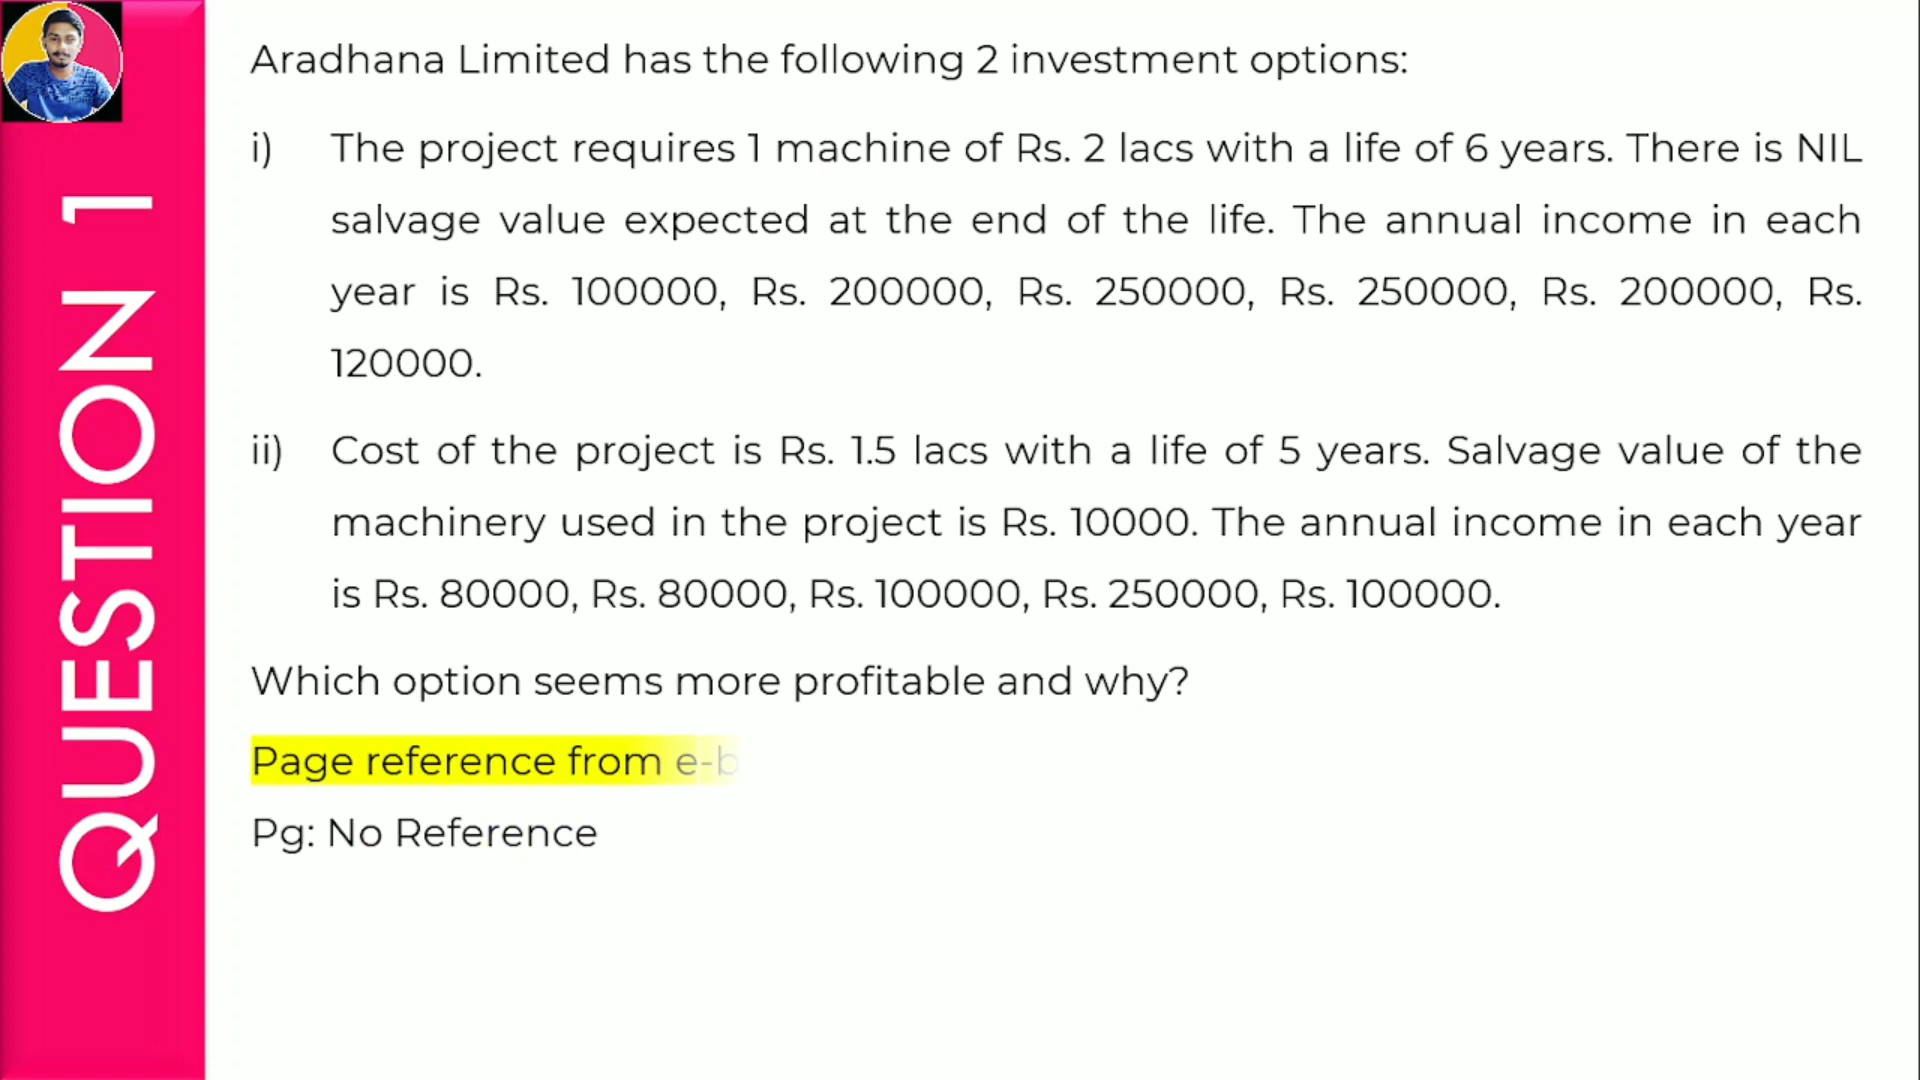 QUESTION 1
Aradhana Limited has the following 2 investment options:
i) The project requires 1 machine of Rs. 2 lacs with a life of 6 years. There is NIL
salvage value expected at the end of the life. The annual income in each
year is Rs. 100000, Rs. 200000, Rs. 250000, Rs. 250000, Rs. 200000, Rs.
120000.
ii) Cost of the project is Rs. 1.5 lacs with a life of 5 years. Salvage value of the
machinery used in the project is Rs. 10000. The annual income in each year
is Rs. 80000, Rs. 80000, Rs. 100000, Rs. 250000, Rs. 100000.
Which option seems more profitable and why?
Page reference from e-b
Pg: No Reference